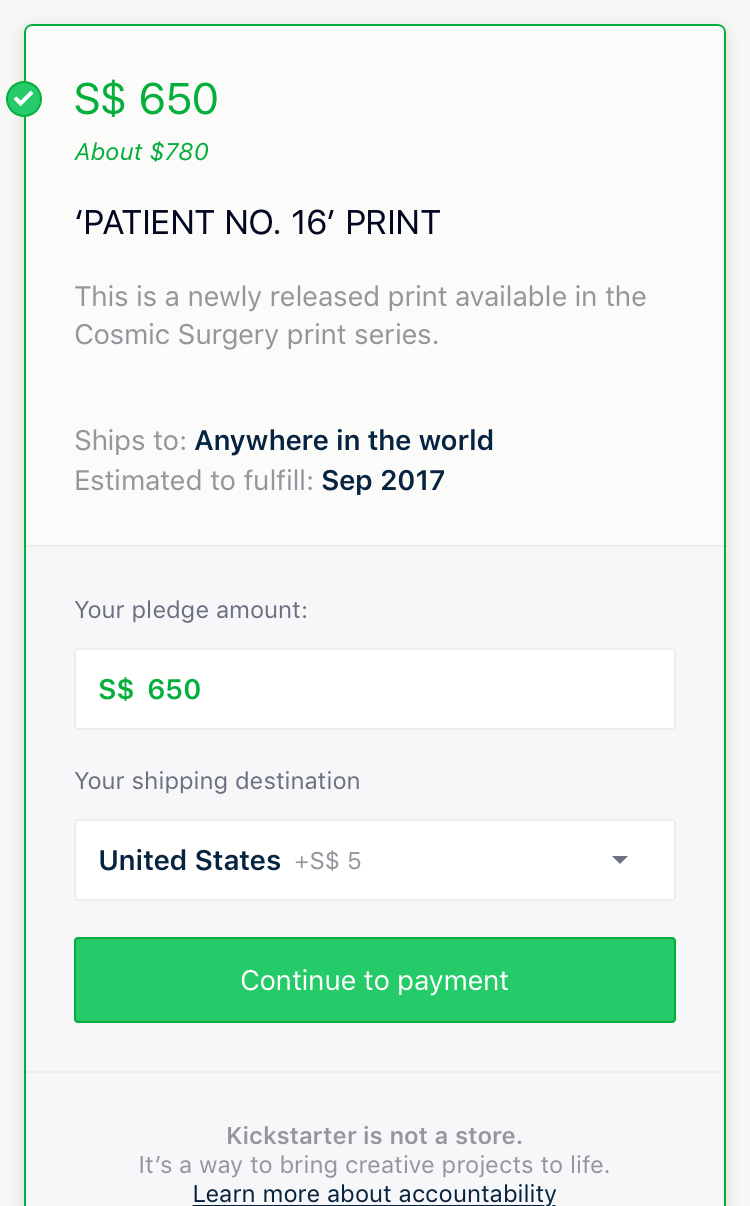 S$ 650
About $780
‘PATIENT NO. 16’ PRINT
This is a newly released print available in the
Cosmic Surgery print series.
Ships to: Anywhere in the world
Estimated to fulfill: Sep 2017
Your pledge amount:
S$ 650
Your shipping destination
United States +S$ 5
Continue to payment
Kickstarter is not a store.
It’s a way to bring creative projects to life.
Learn more about accountability